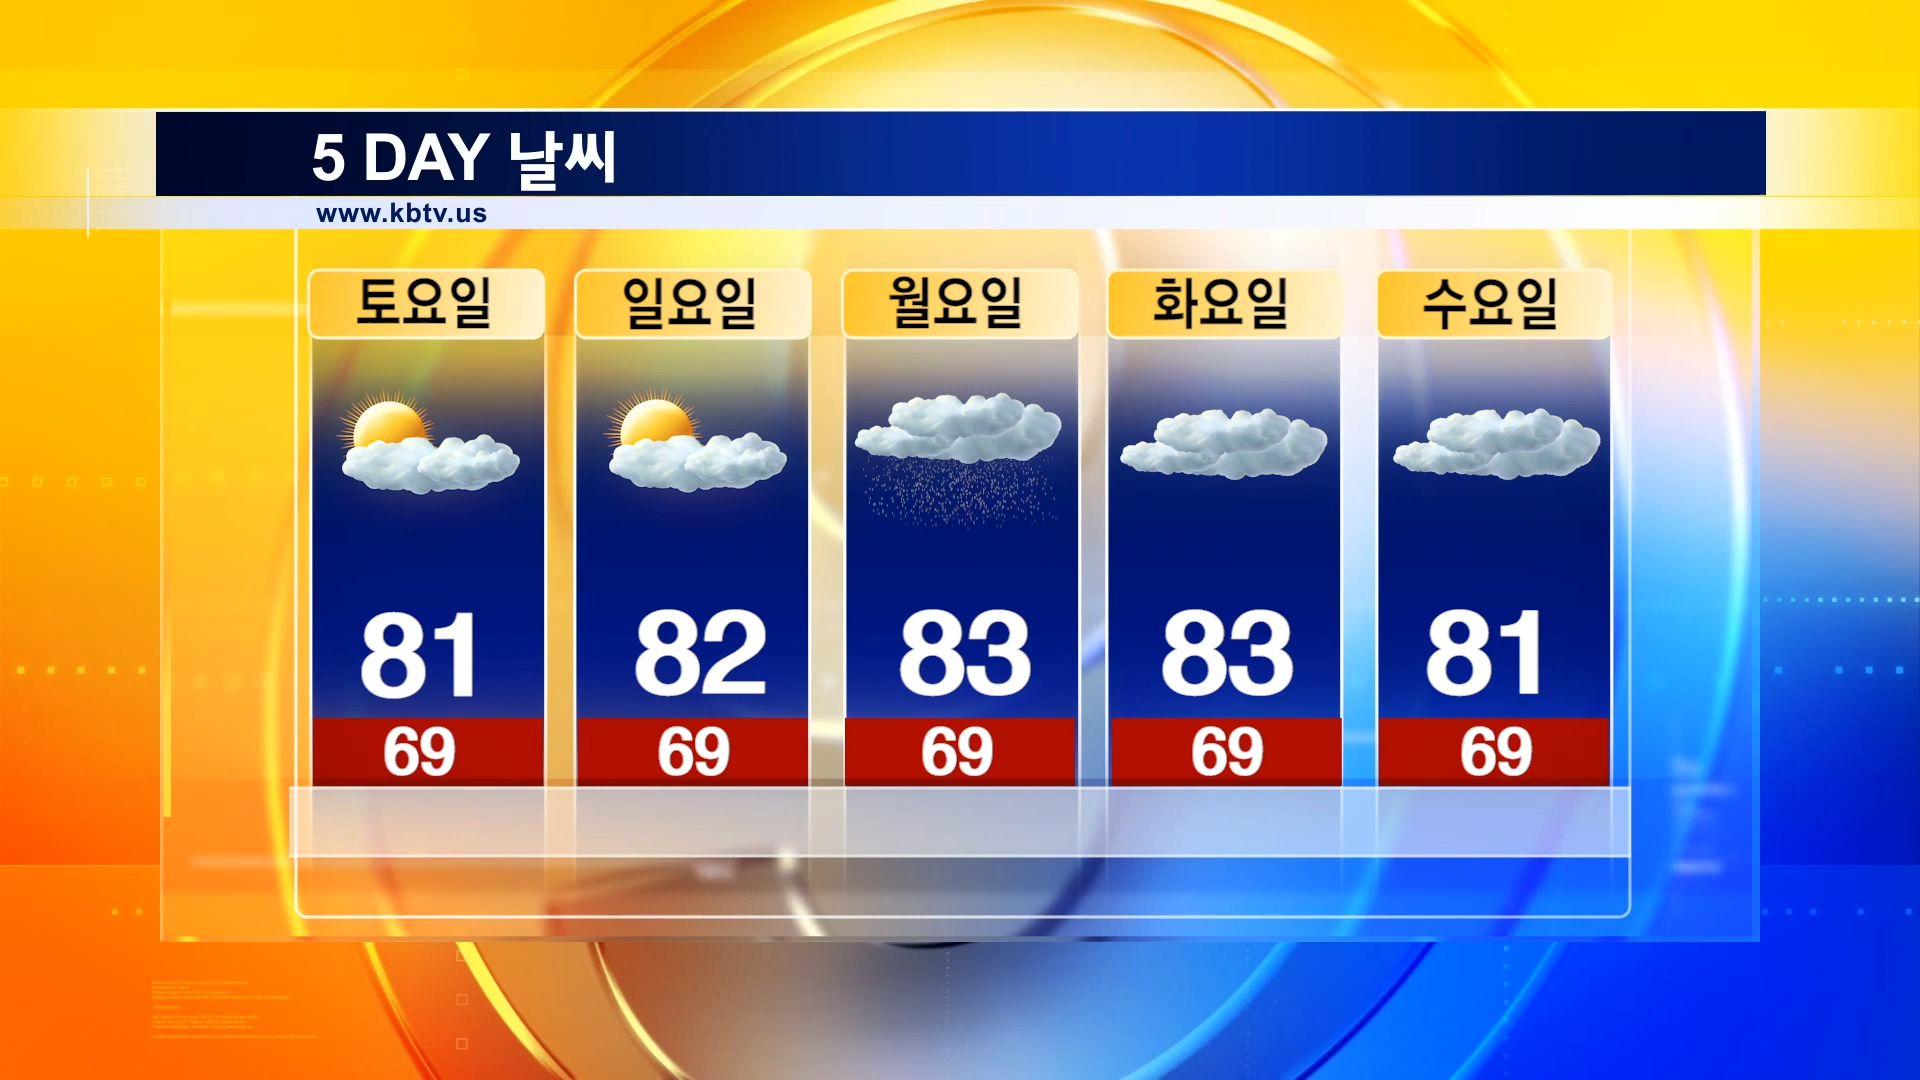 5 DAY 날씨
www.kbtv.us
토요일 일요일 월요일 화요일 수요일
81 82 83 83 81
69 69 69 69 69